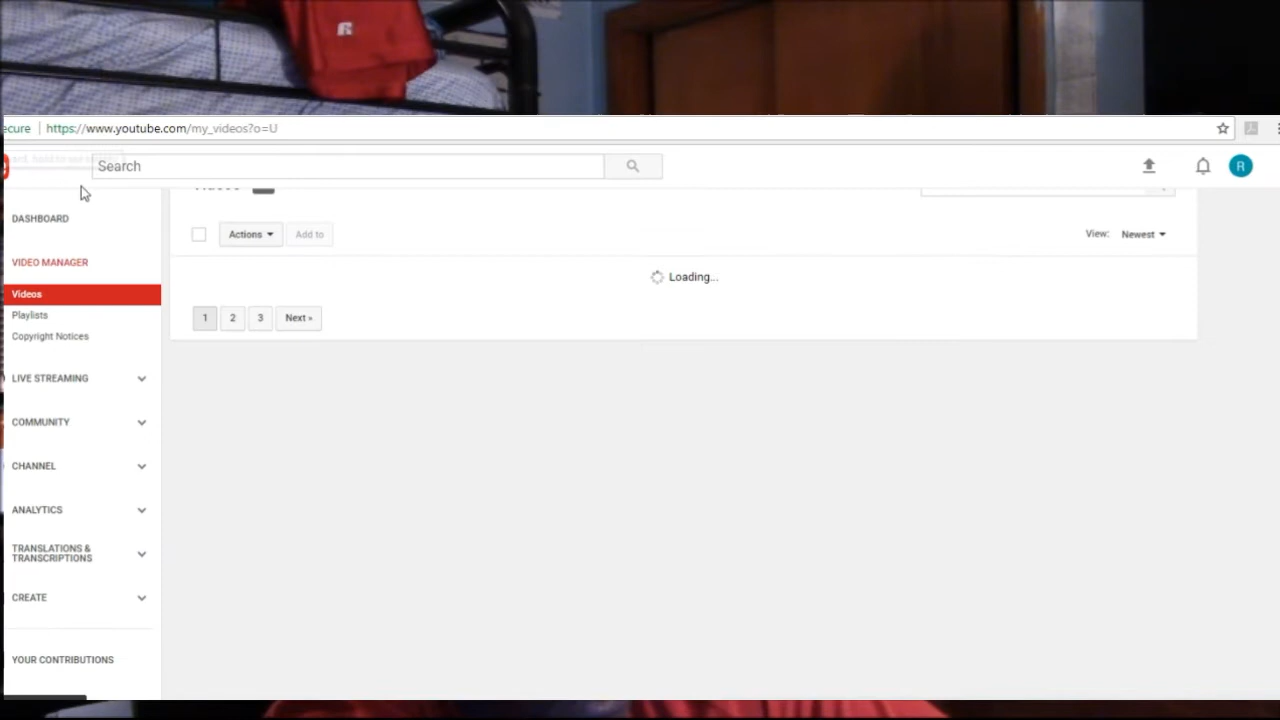 ecure | https://www.youtube.com/my_videos?o=U
Search
R
DASHBOARD
Videos
Actions
Add to
View: Newest
VIDEO MANAGER
Loading...
Videos
Playlists
1 2 3 Next »
Copyright Notices
LIVE STREAMING
COMMUNITY
CHANNEL
ANALYTICS
TRANSLATIONS &
TRANSCRIPTIONS
CREATE
YOUR CONTRIBUTIONS